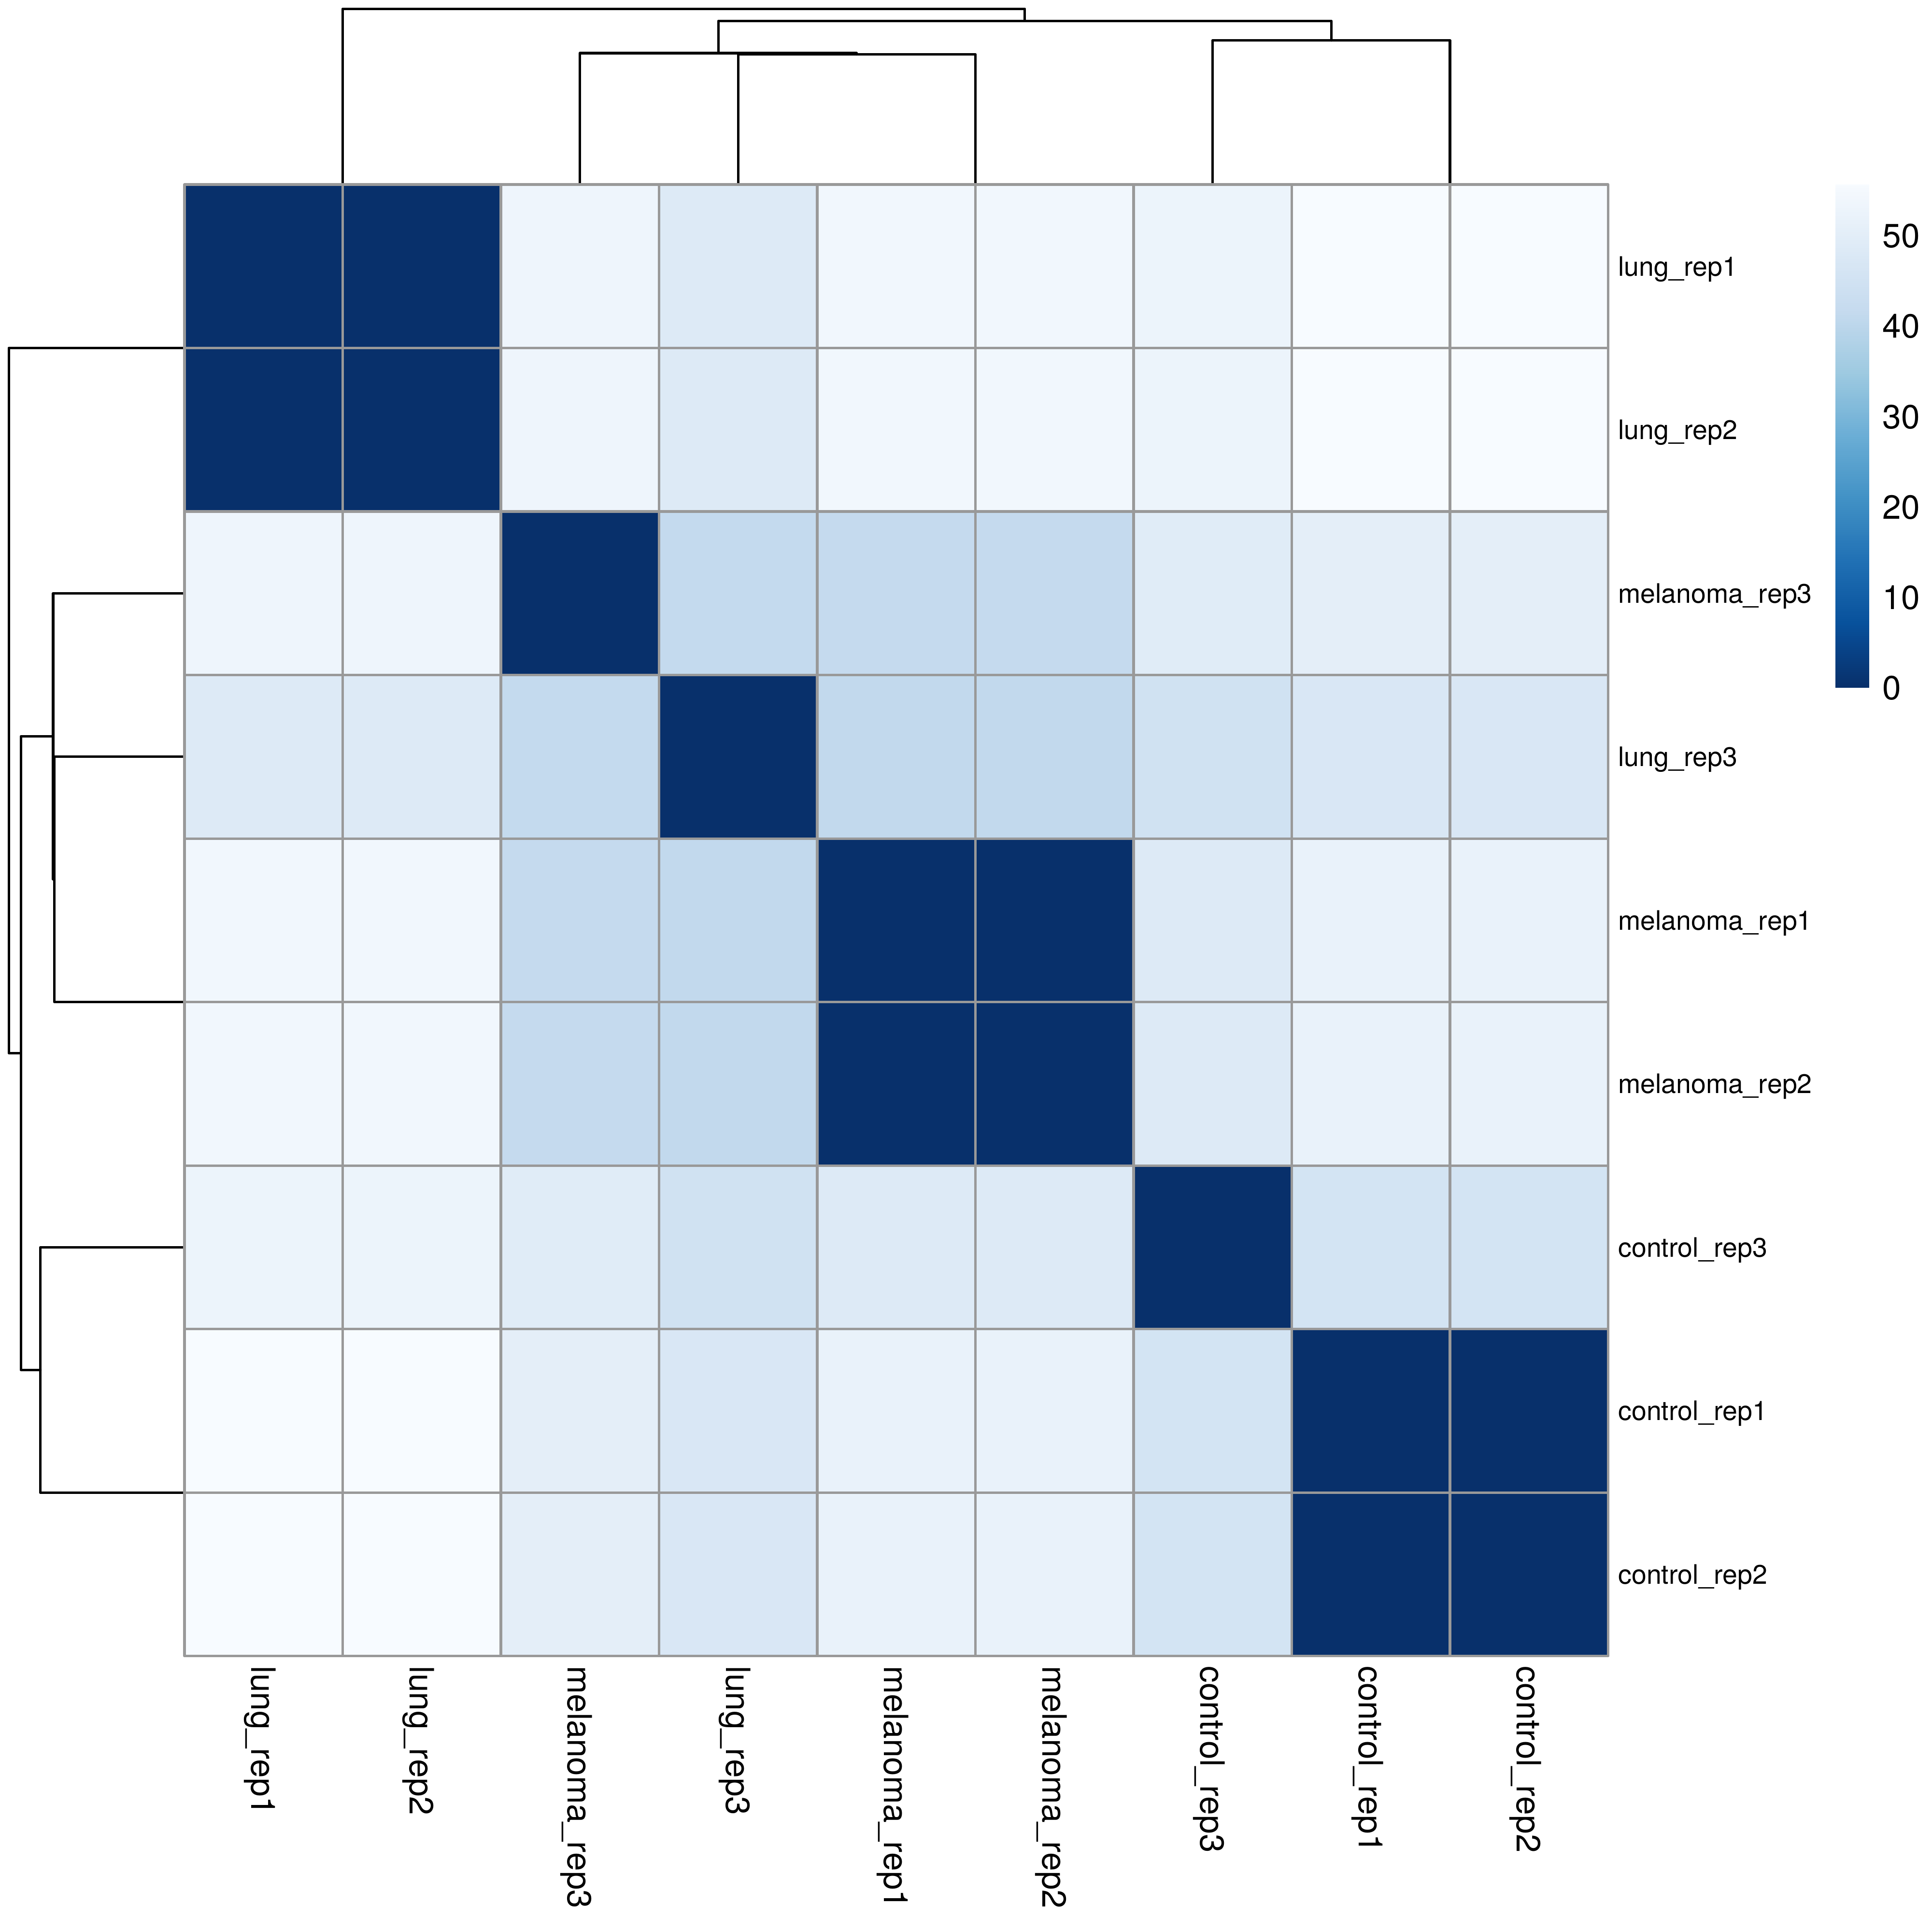 50
40
30
20
10
0
lung_rep1
lung_rep2
melanoma_rep3
lung_rep3
melanoma_rep1
melanoma_rep2
control_rep3
control_rep1
control_rep2
lung_rep1
lung_rep2
melanoma_rep3
lung_rep3
melanoma_rep1
melanoma_rep2
control_rep3
control_rep1
control_rep2